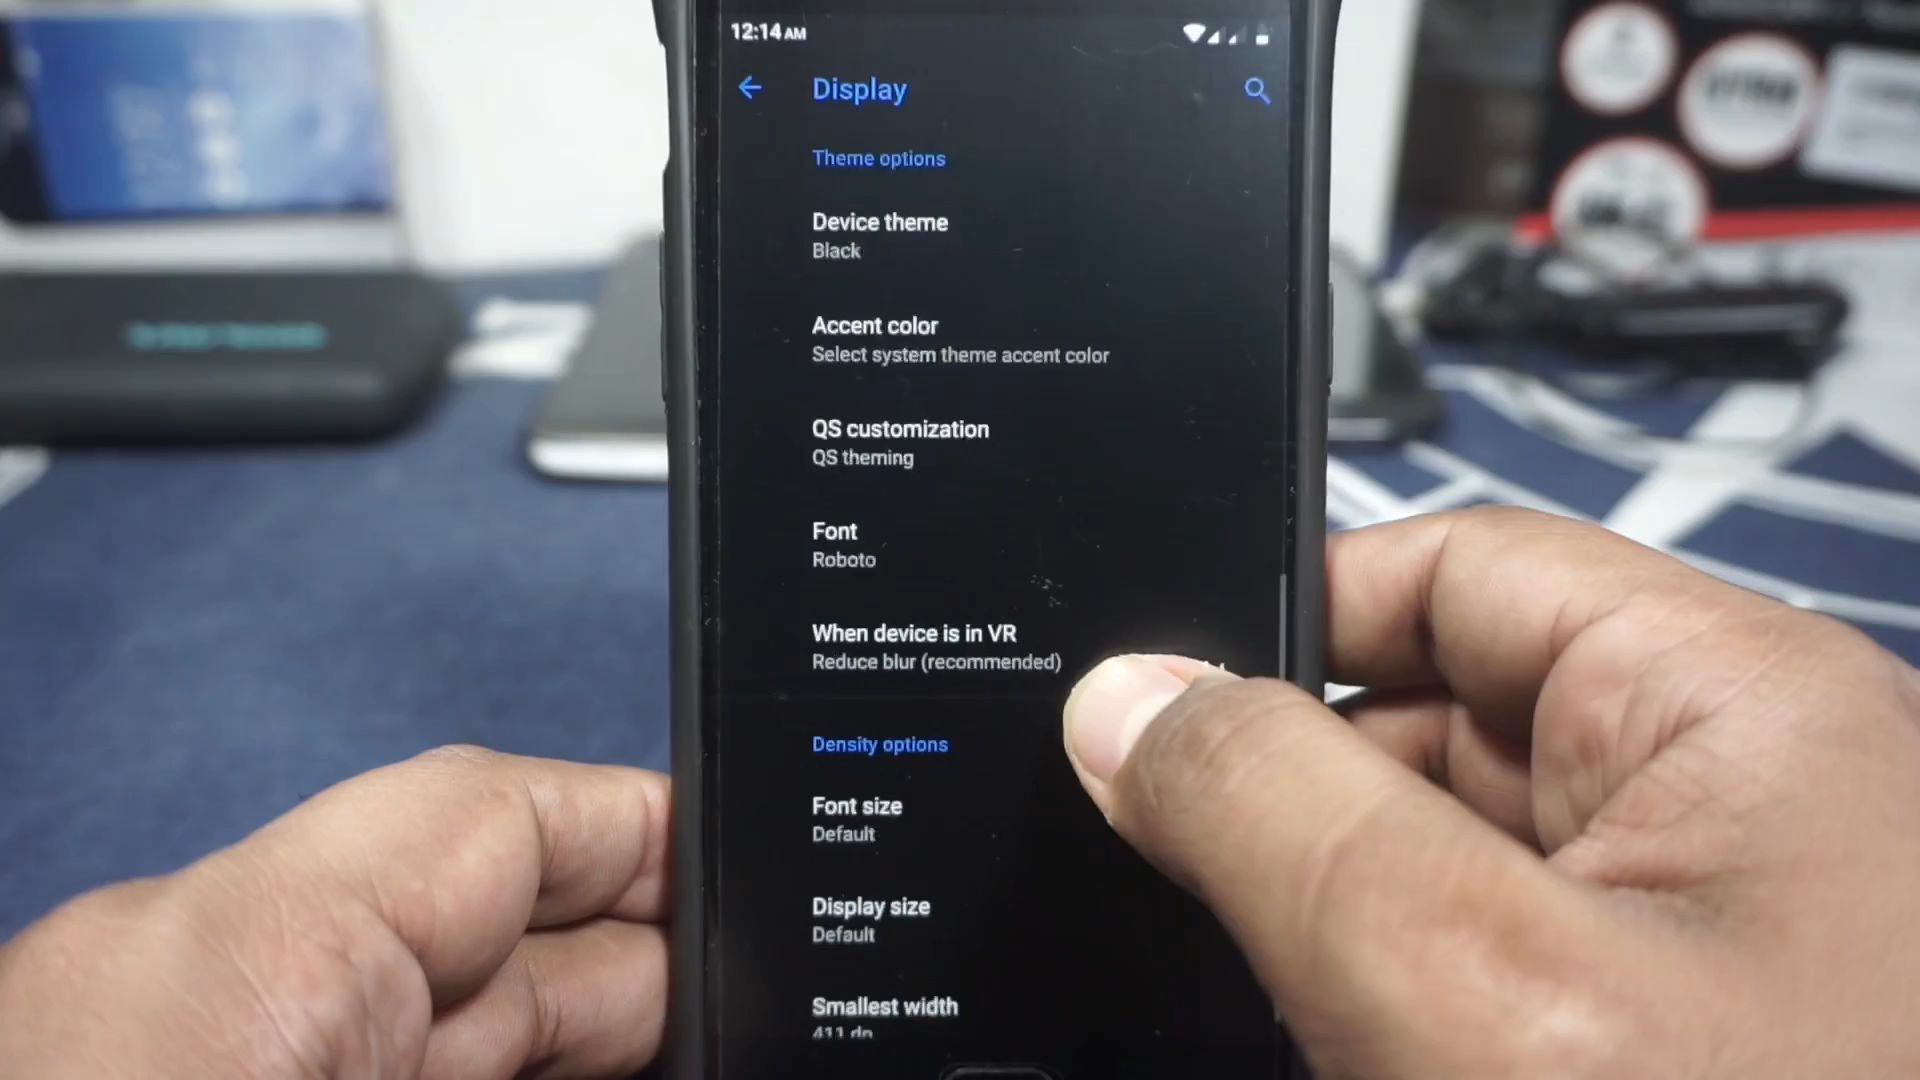 12:14 AM
Display
Theme options
Device theme
Black
Accent color
Select system theme accent color
QS customization
QS theming
Font
Roboto
When device is in VR
Reduce blur (recommended)
Density options
Font size
Default
Display size
Default
Smallest width
411 dp